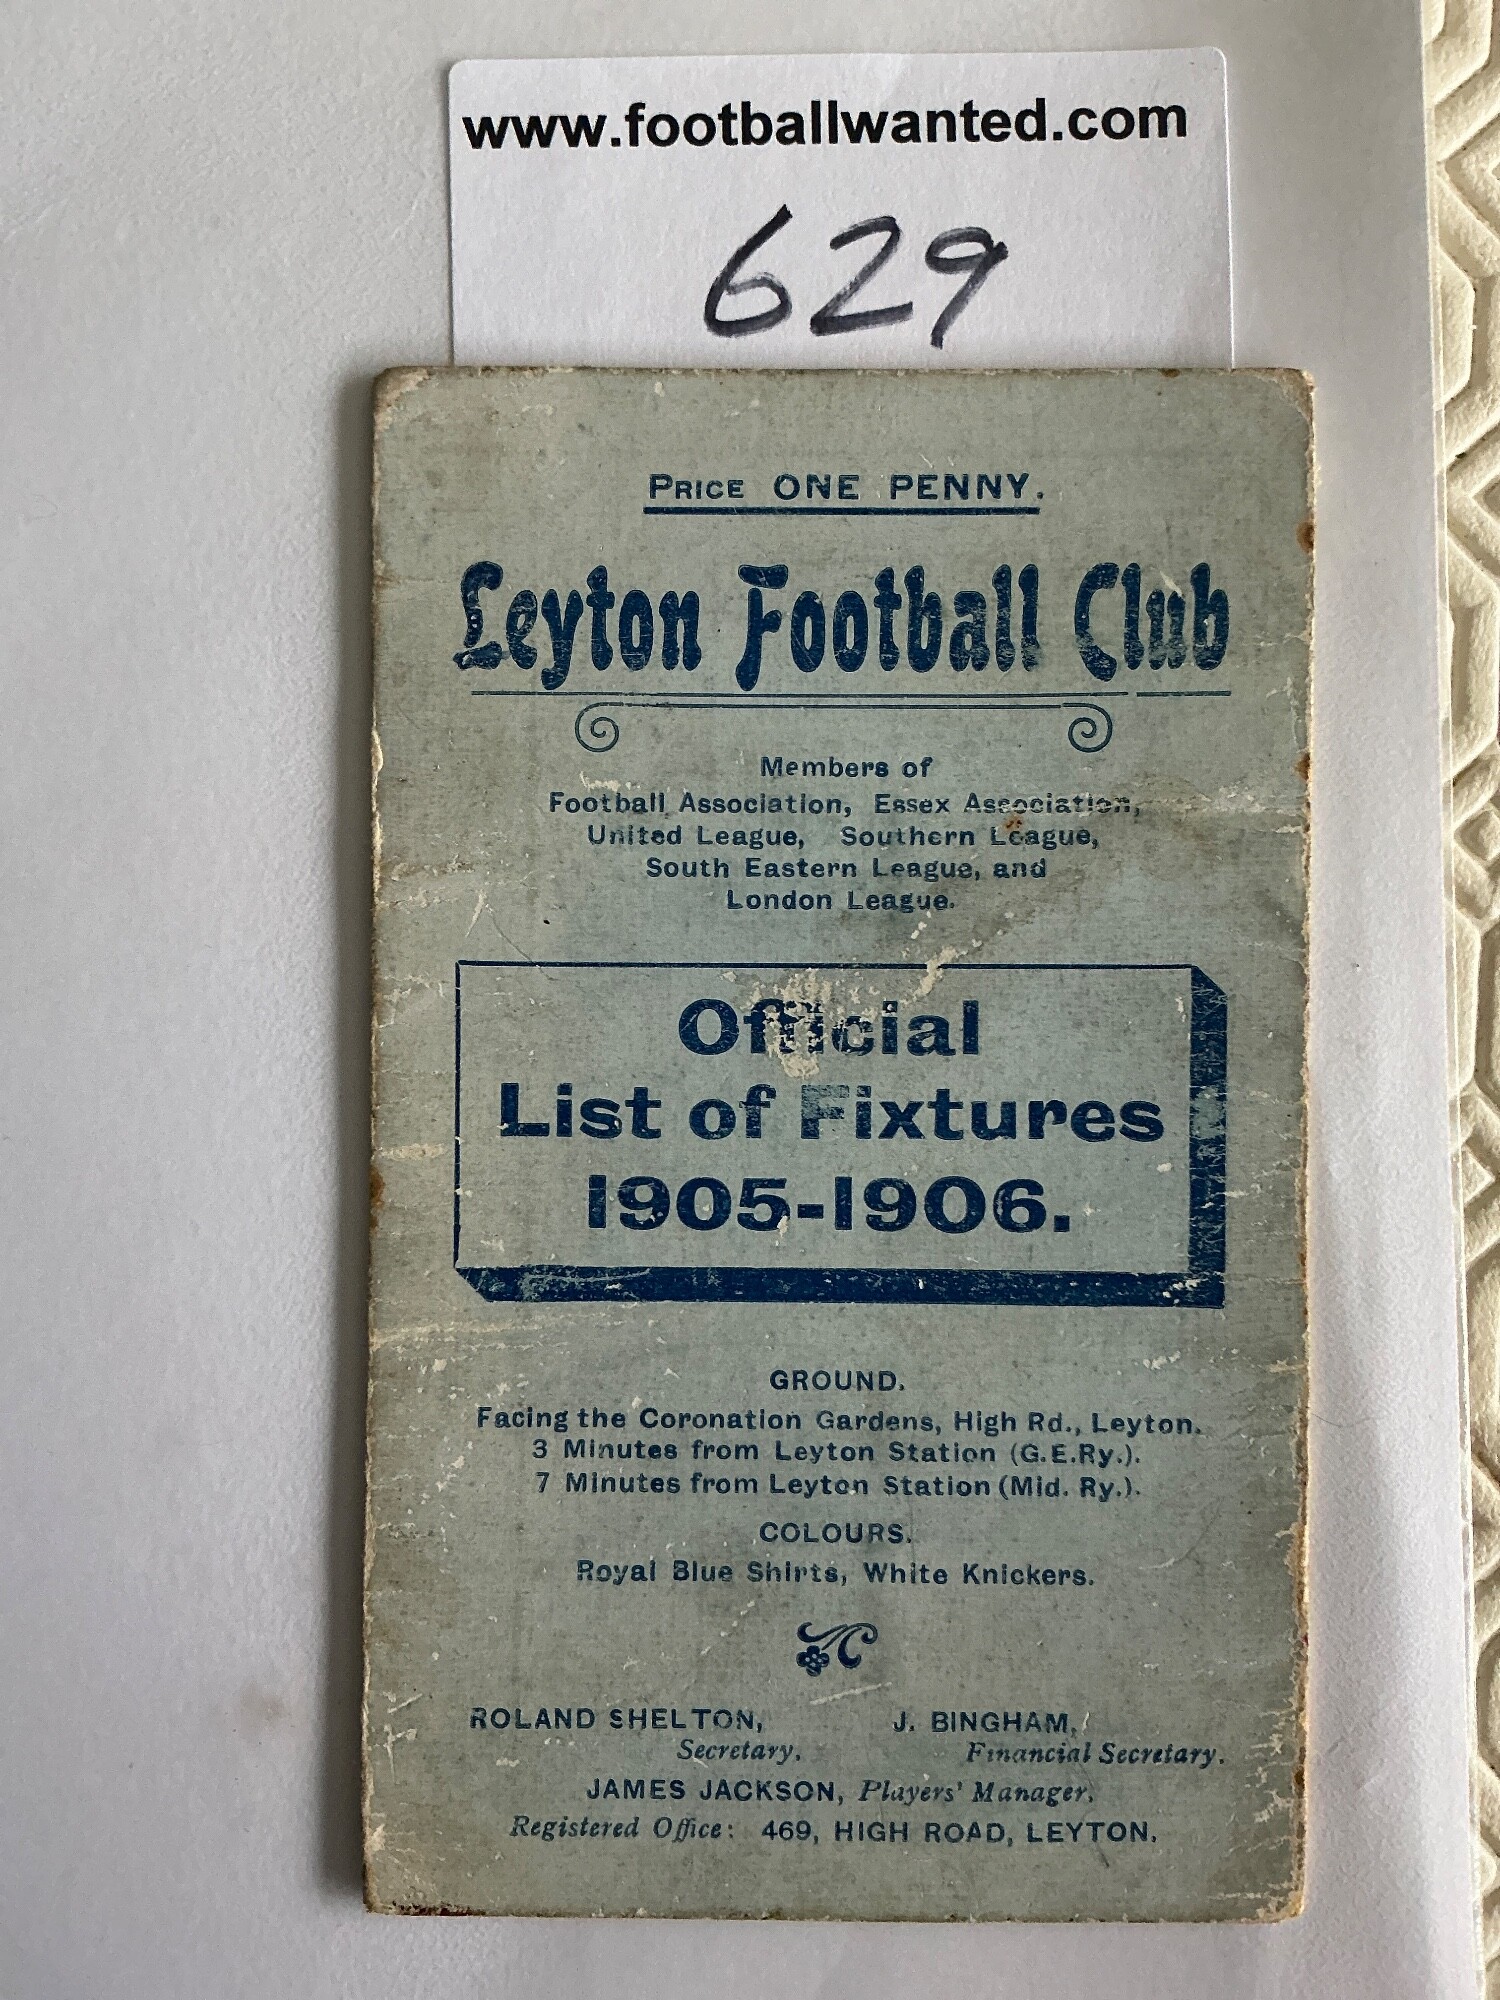 www.footballwanted.com
629
PRICE ONE PENNY.
Leyton Football Club
Members of
Football Association, Essex Association,
United League, Southern League,
South Eastern League, and
London League.
Official
List of Fixtures
1905-1906.
GROUND.
Facing the Coronation Gardens, High Rd., Leyton.
3 Minutes from Leyton Station (G.E.Ry.).
7 Minutes from Leyton Station (Mid. Ry.).
COLOURS.
Royal Blue Shirts, White Knickers.
ROLAND SHELTON, J. BINGHAM,
Secretary. Financial Secretary.
JAMES JACKSON, Players' Manager.
Registered Office: 469, HIGH ROAD, LEYTON.